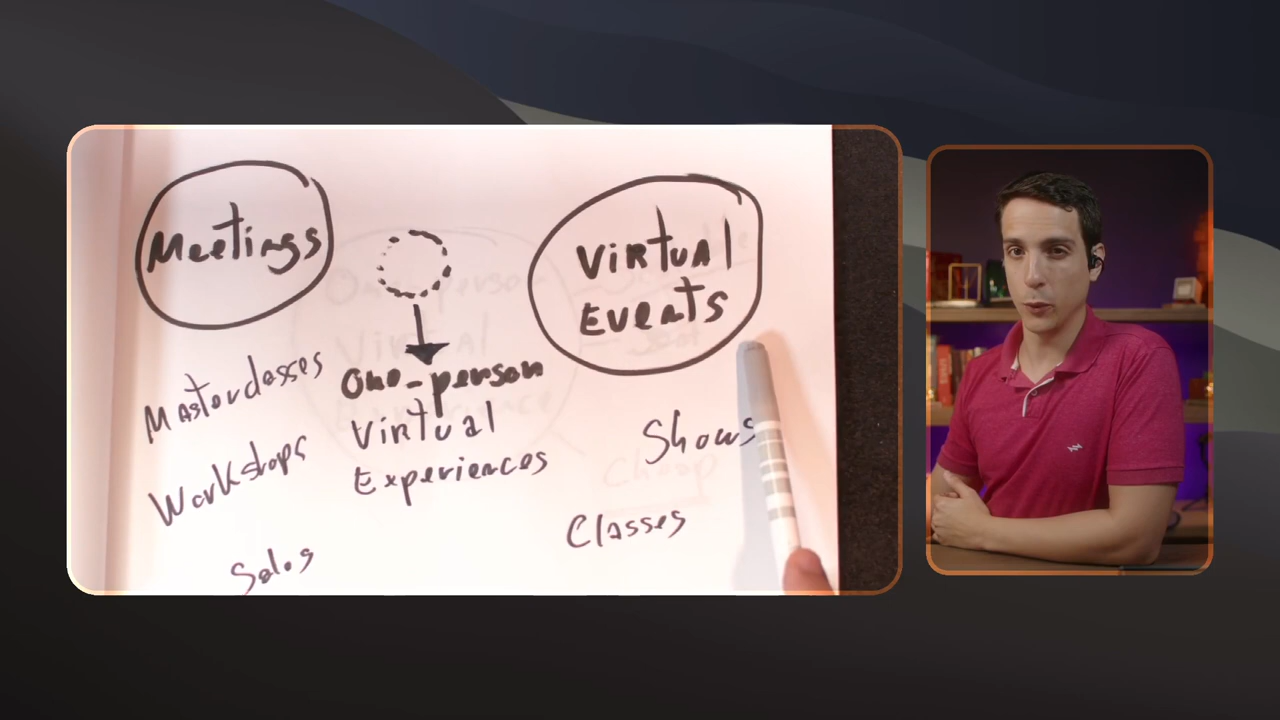 Meetings
Masterclasses
Workshops
Sales
One-person
Virtual
Experiences
Virtual
Events
Shows
Classes